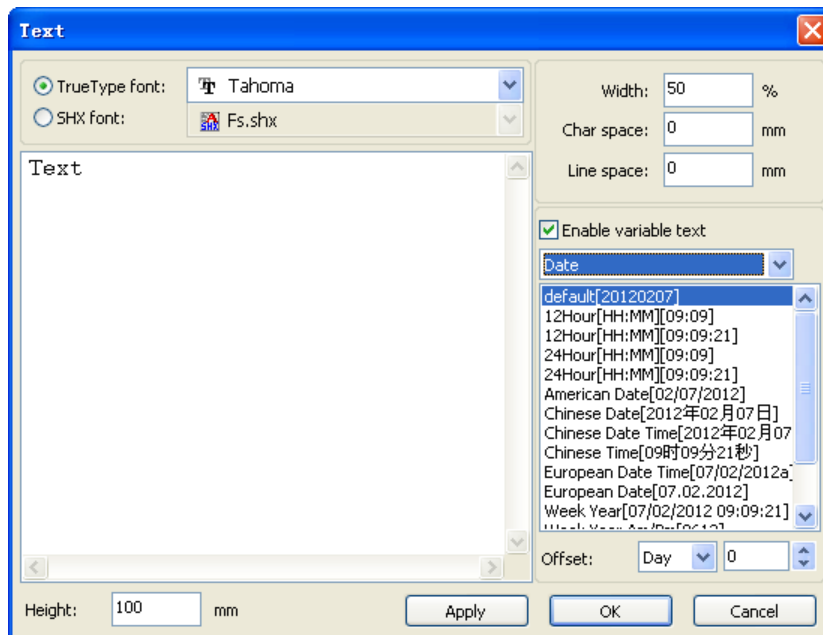 Text
TrueType font: Tahoma
SHX font: Fs.shx
Width: 50 %
Char space: 0 mm
Line space: 0 mm
Text
Enable variable text
Date
default[20120207]
12Hour[HH:MM][09:09]
12Hour[HH:MM][09:09:21]
24Hour[HH:MM][09:09]
24Hour[HH:MM][09:09:21]
American Date[02/07/2012]
Chinese Date[2012年02月07日]
Chinese Date Time[2012年02月07
Chinese Time[09时09分21秒]
European Date Time[07/02/2012a]
European Date[07.02.2012]
Week Year[07/02/2012 09:09:21]
Offset: Day 0
Height: 100 mm
Apply OK Cancel